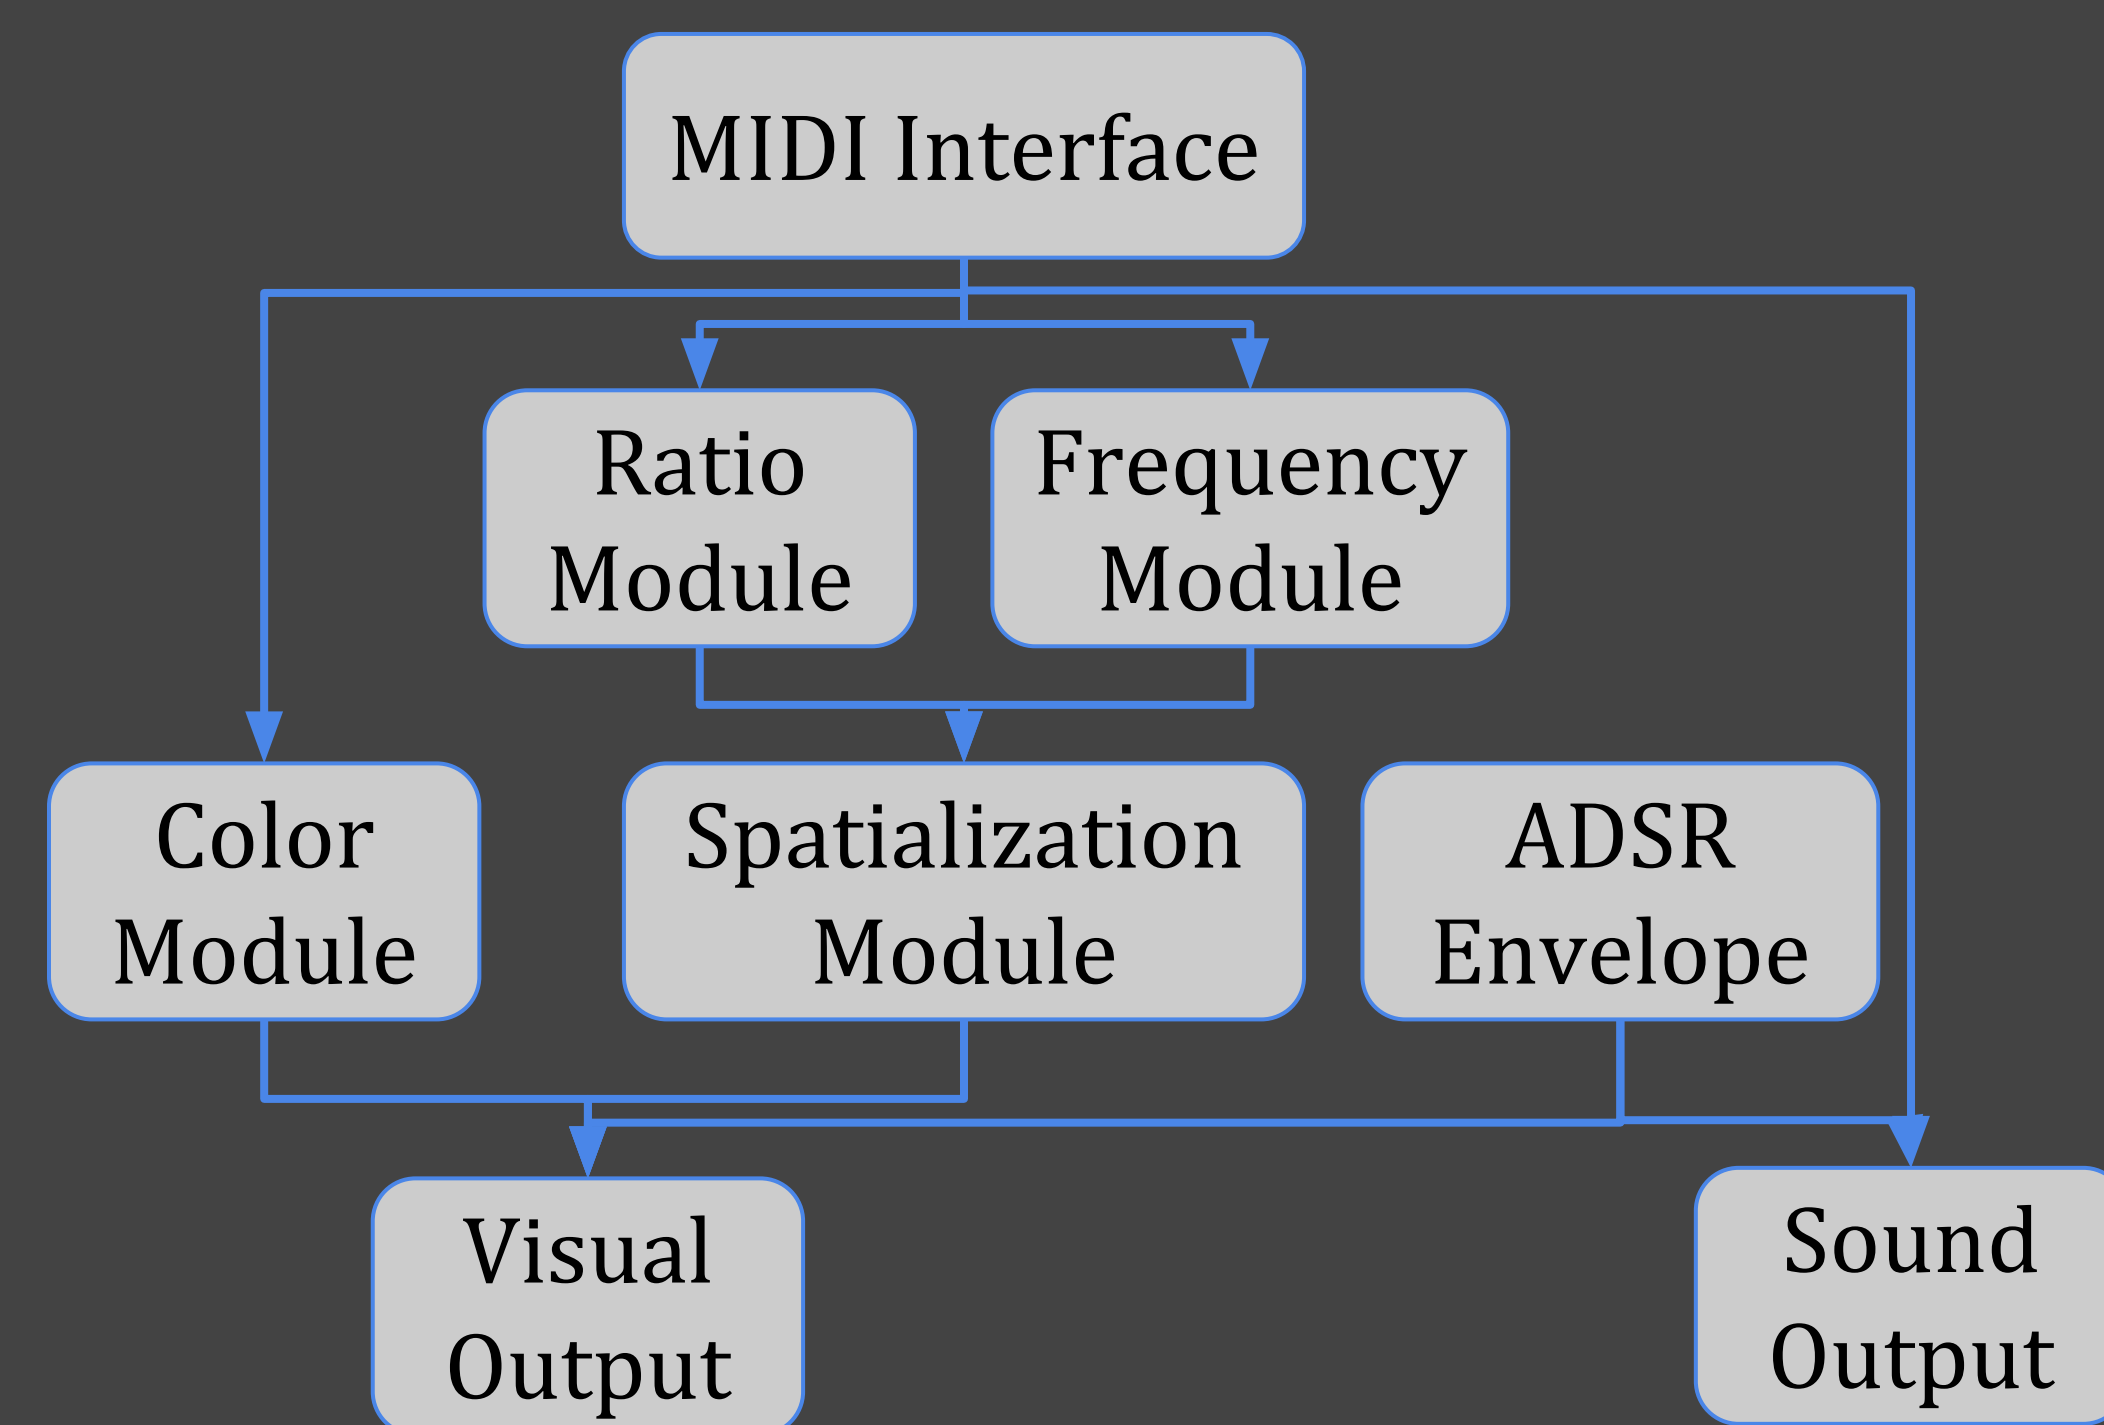 MIDI Interface
Ratio
Module
Frequency
Module
Color
Module
Spatialization
Module
ADSR
Envelope
Visual
Output
Sound
Output